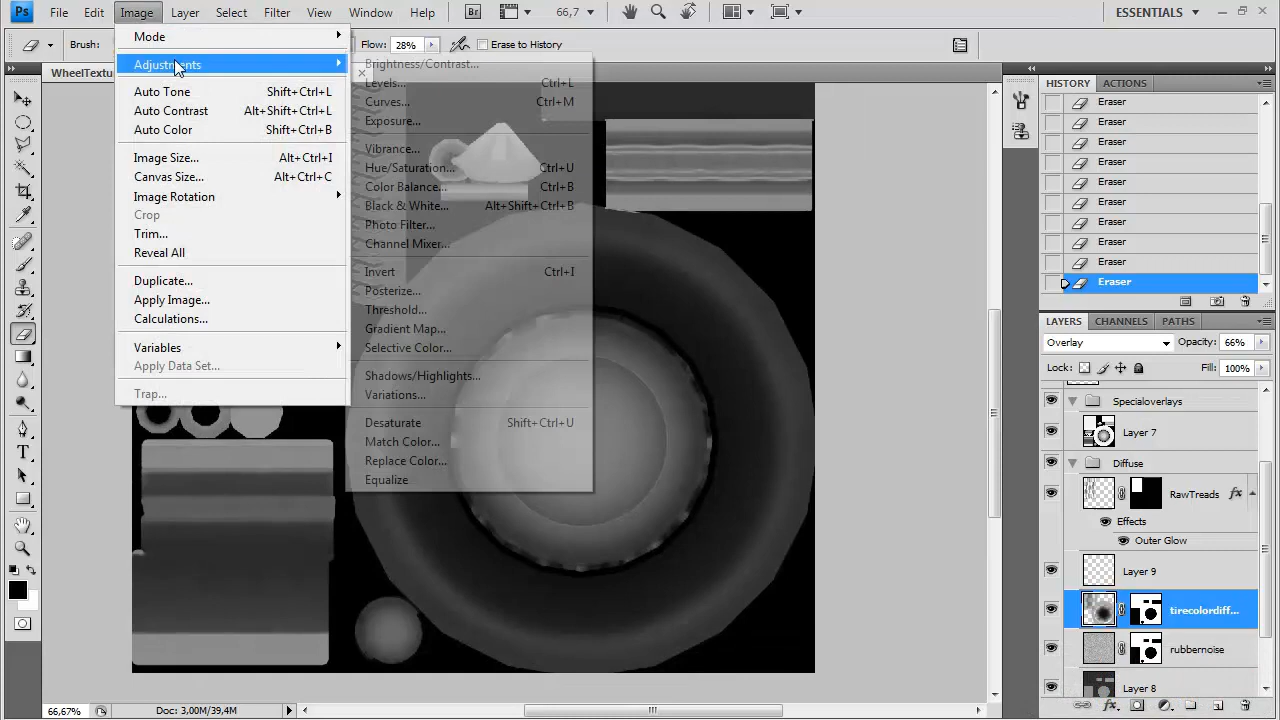 Ps File Edit Image Layer Select Filter View Window Help Br 66,7 ESSENTIALS
Brush: Flow: 28% Erase to History
WheelTextu
Mode
Adjustments
Auto Tone Shift+Ctrl+L
Auto Contrast Alt+Shift+Ctrl+L
Auto Color Shift+Ctrl+B
Image Size... Alt+Ctrl+I
Canvas Size... Alt+Ctrl+C
Image Rotation
Crop
Trim...
Reveal All
Duplicate...
Apply Image...
Calculations...
Variables
Apply Data Set...
Trap...
Brightness/Contrast...
Levels... Ctrl+L
Curves... Ctrl+M
Exposure...
Vibrance...
Hue/Saturation... Ctrl+U
Color Balance... Ctrl+B
Black & White... Alt+Shift+Ctrl+B
Photo Filter...
Channel Mixer...
Invert Ctrl+I
Posterize...
Threshold...
Gradient Map...
Selective Color...
Shadows/Highlights...
Variations...
Desaturate Shift+Ctrl+U
Match Color...
Replace Color...
Equalize
HISTORY ACTIONS
Eraser
Eraser
Eraser
Eraser
Eraser
Eraser
Eraser
Eraser
Eraser
Eraser
LAYERS CHANNELS PATHS
Overlay Opacity: 66%
Lock: Fill: 100%
Specialoverlays
Layer 7
Diffuse
RawTreads fx
Effects
Outer Glow
Layer 9
tirecolordiff...
rubbernoise
Layer 8
66,67% Doc: 3,00M/39,4M